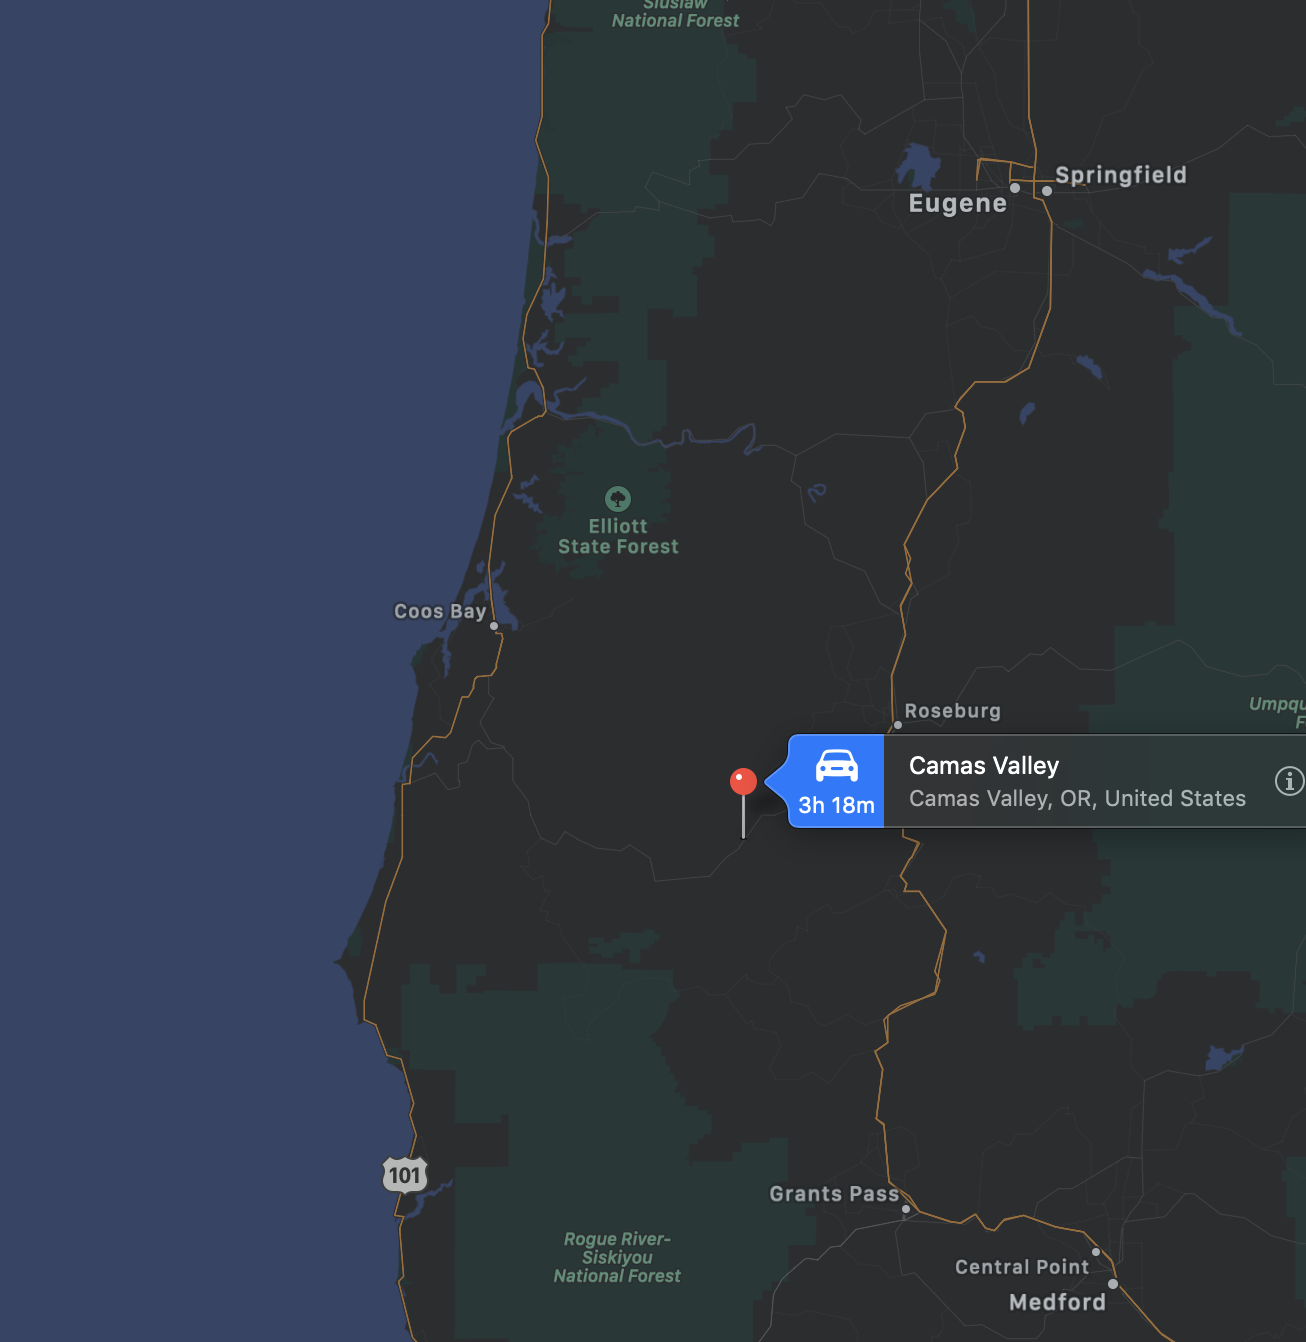 Siuslaw
National Forest
Springfield
Eugene
Elliott
State Forest
Coos Bay
Roseburg
Umpqu
F
3h 18m
Camas Valley
Camas Valley, OR, United States
101
Grants Pass
Rogue River-
Siskiyou
National Forest
Central Point
Medford